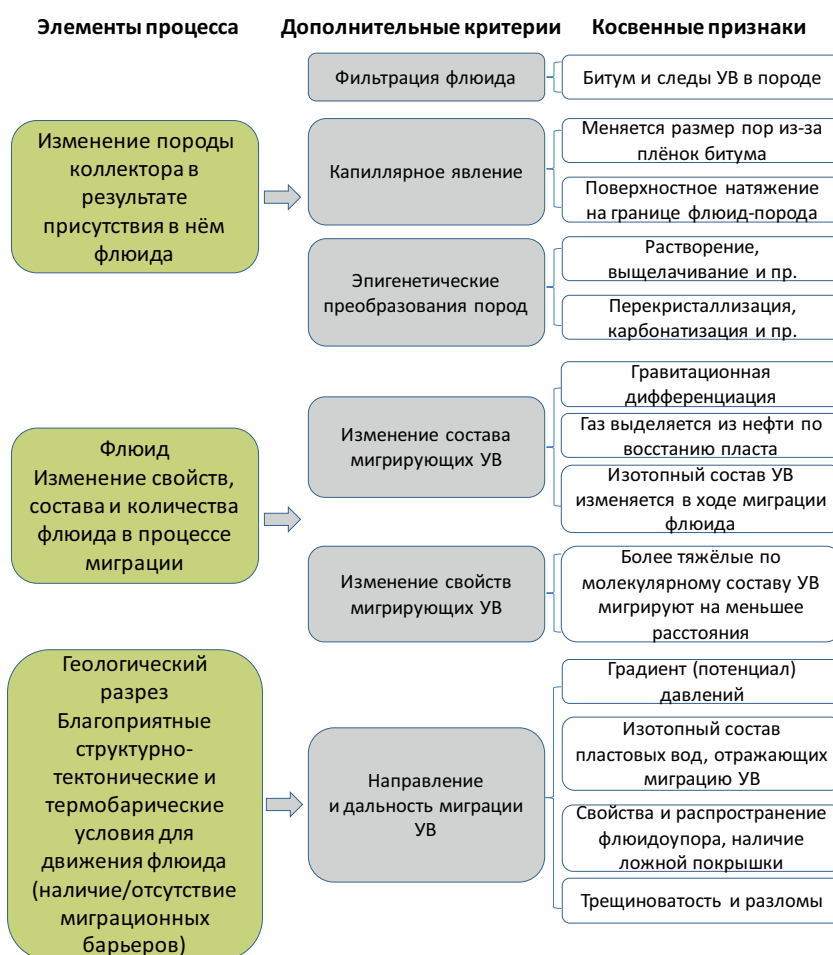 Элементы процесса
Дополнительные критерии
Косвенные признаки
Изменение породы
коллектора в
результате
присутствия в нём
флюида
Фильтрация флюида
Битум и следы УВ в породе
Капиллярное явление
Меняется размер пор из-за
плёнок битума
Поверхностное натяжение
на границе флюид-порода
Эпигенетические
преобразования пород
Растворение,
выщелачивание и пр.
Перекристаллизация,
карбонатизация и пр.
Флюид
Изменение свойств,
состава и количества
флюида в процессе
миграции
Изменение состава
мигрирующих УВ
Гравитационная
дифференциация
Газ выделяется из нефти по
восстанию пласта
Изотопный состав УВ
изменяется в ходе миграции
флюида
Изменение свойств
мигрирующих УВ
Более тяжёлые по
молекулярному составу УВ
мигрируют на меньшее
расстояния
Геологический
разрез
Благоприятные
структурно-
тектонические и
термобарические
условия для
движения флюида
(наличие/отсутствие
миграционных
барьеров)
Направление
и дальность миграции
УВ
Градиент (потенциал)
давлений
Изотопный состав
пластовых вод, отражающих
миграцию УВ
Свойства и распространение
флюидоупора, наличие
ложной покрышки
Трещиноватость и разломы